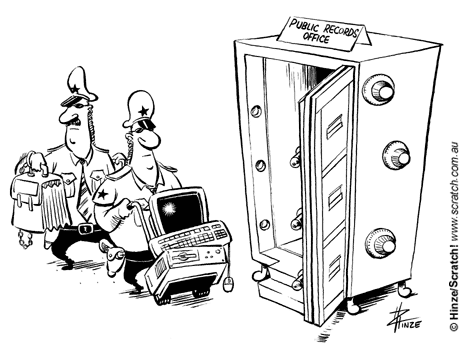 PUBLIC RECORDS
OFFICE
HINZE
© Hinze/Scratch! www.scratch.com.au